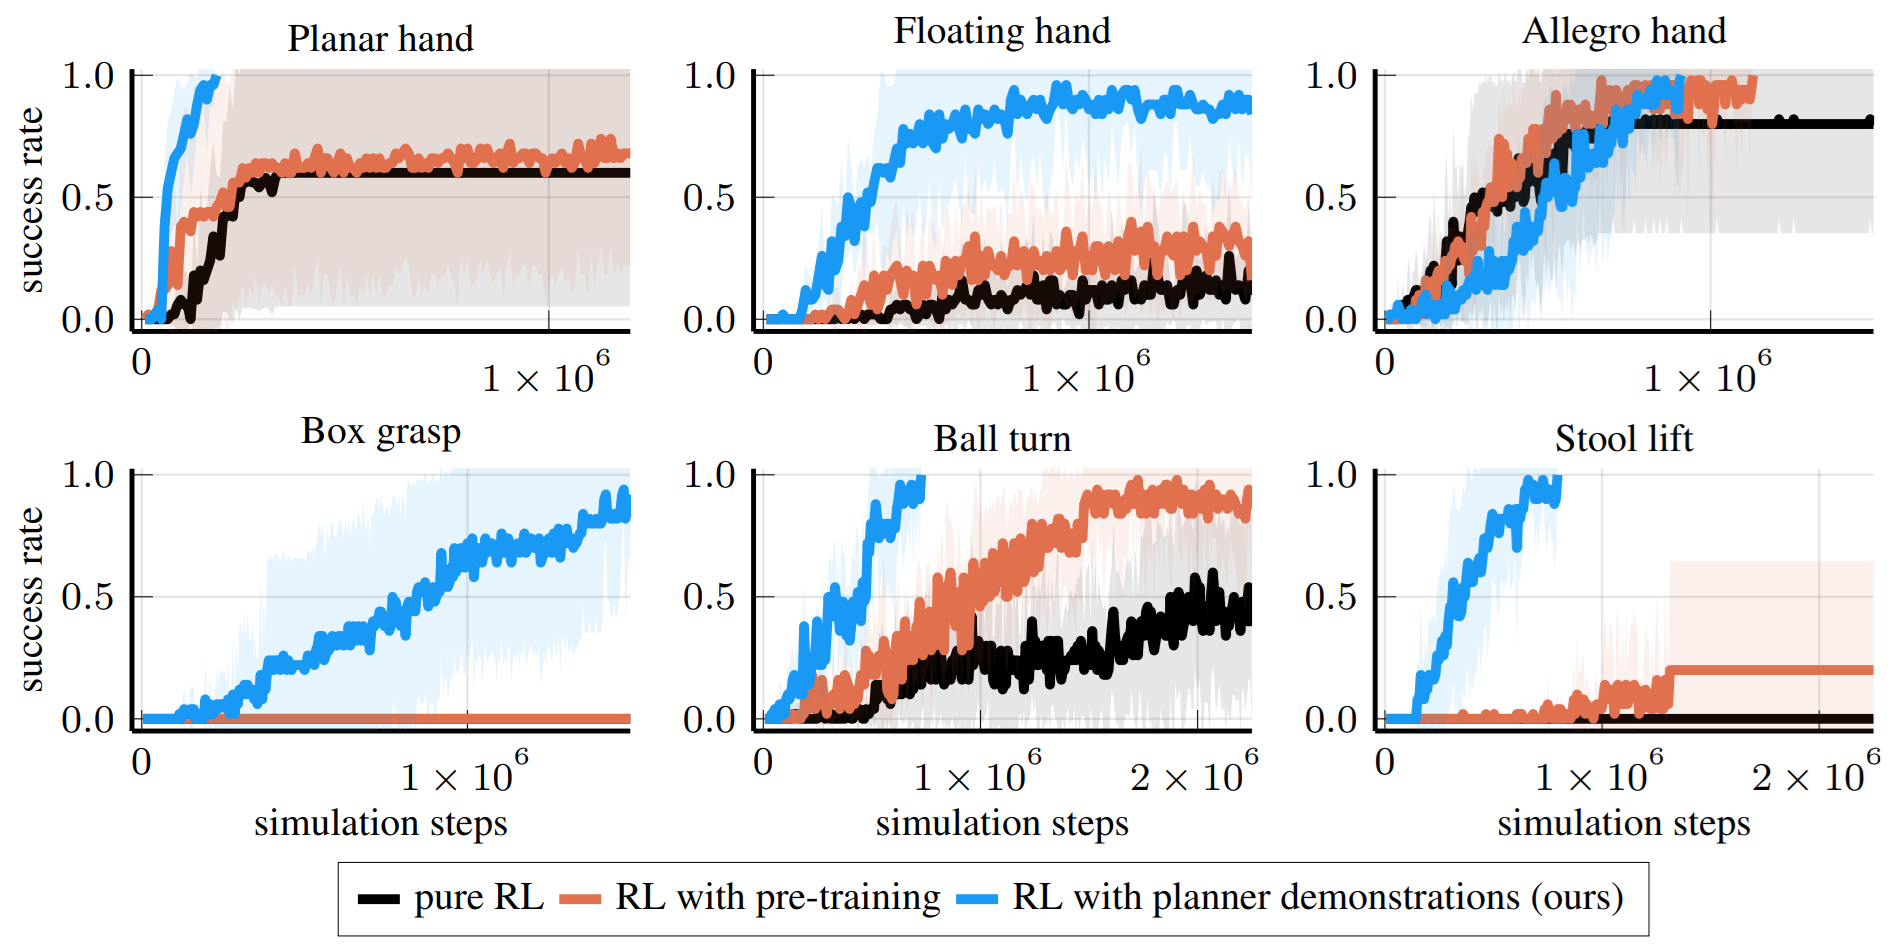 Planar hand
Floating hand
Allegro hand
success rate
1.0
0.5
0.0
0
1 × 10^6
1.0
0.5
0.0
0
1 × 10^6
1.0
0.5
0.0
0
1 × 10^6
Box grasp
Ball turn
Stool lift
success rate
1.0
0.5
0.0
0
1 × 10^6
simulation steps
1.0
0.5
0.0
0
1 × 10^6
2 × 10^6
simulation steps
1.0
0.5
0.0
0
1 × 10^6
2 × 10^6
simulation steps
pure RL RL with pre-training RL with planner demonstrations (ours)